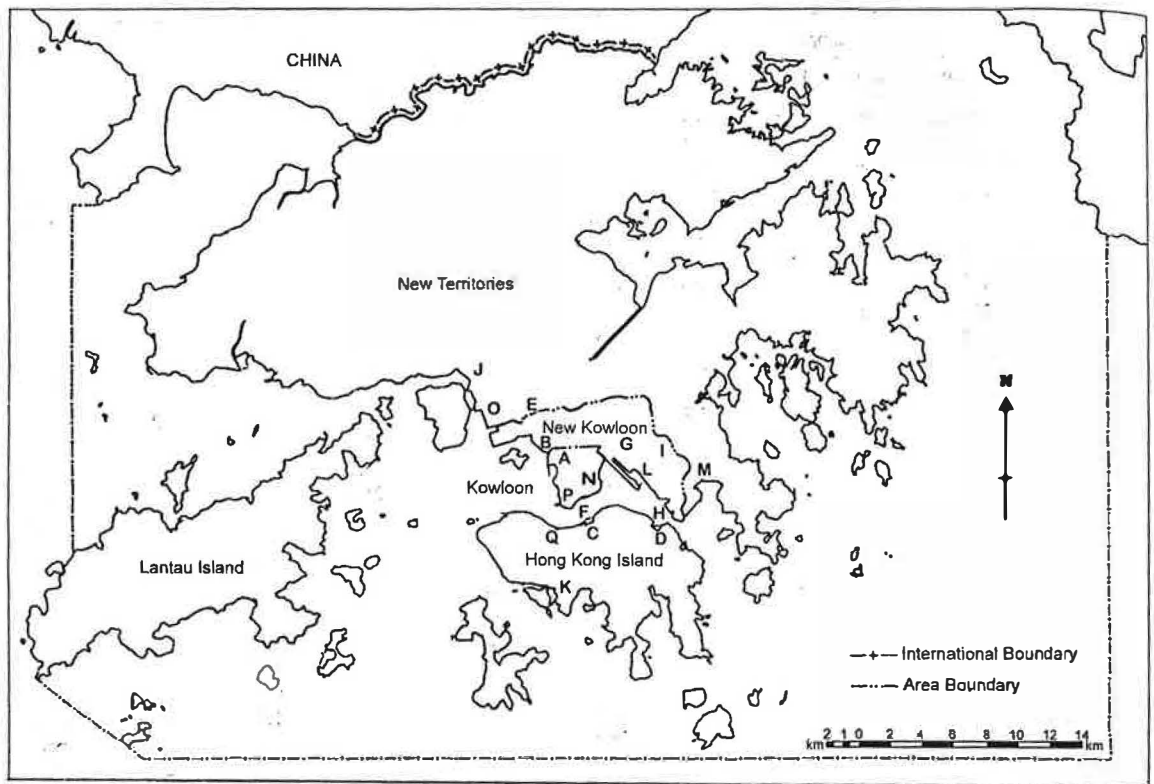 CHINA
New Territories
J
O
E
New Kowloon
B
G
I
A
L
M
Kowloon
N
P
F
H
Q
C
D
Lantau Island
Hong Kong Island
K
N
International Boundary
Area Boundary
km 2 1 0 2 4 6 8 10 12 14 km